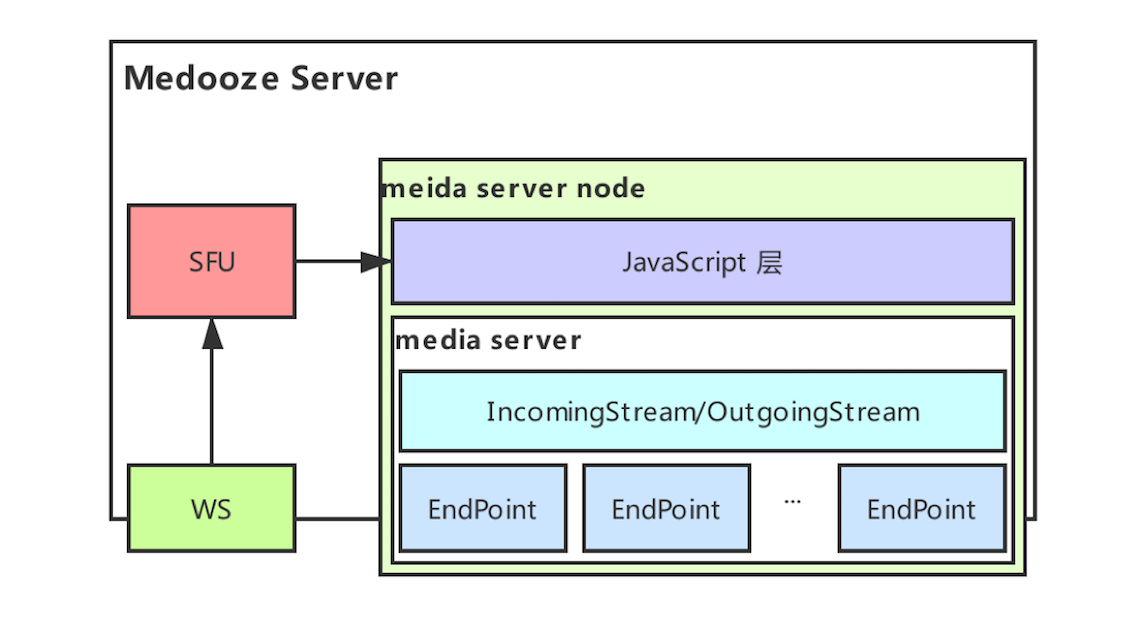 Medooze Server
meida server node
SFU
JavaScript 层
media server
IncomingStream/OutgoingStream
WS
EndPoint
EndPoint
...
EndPoint